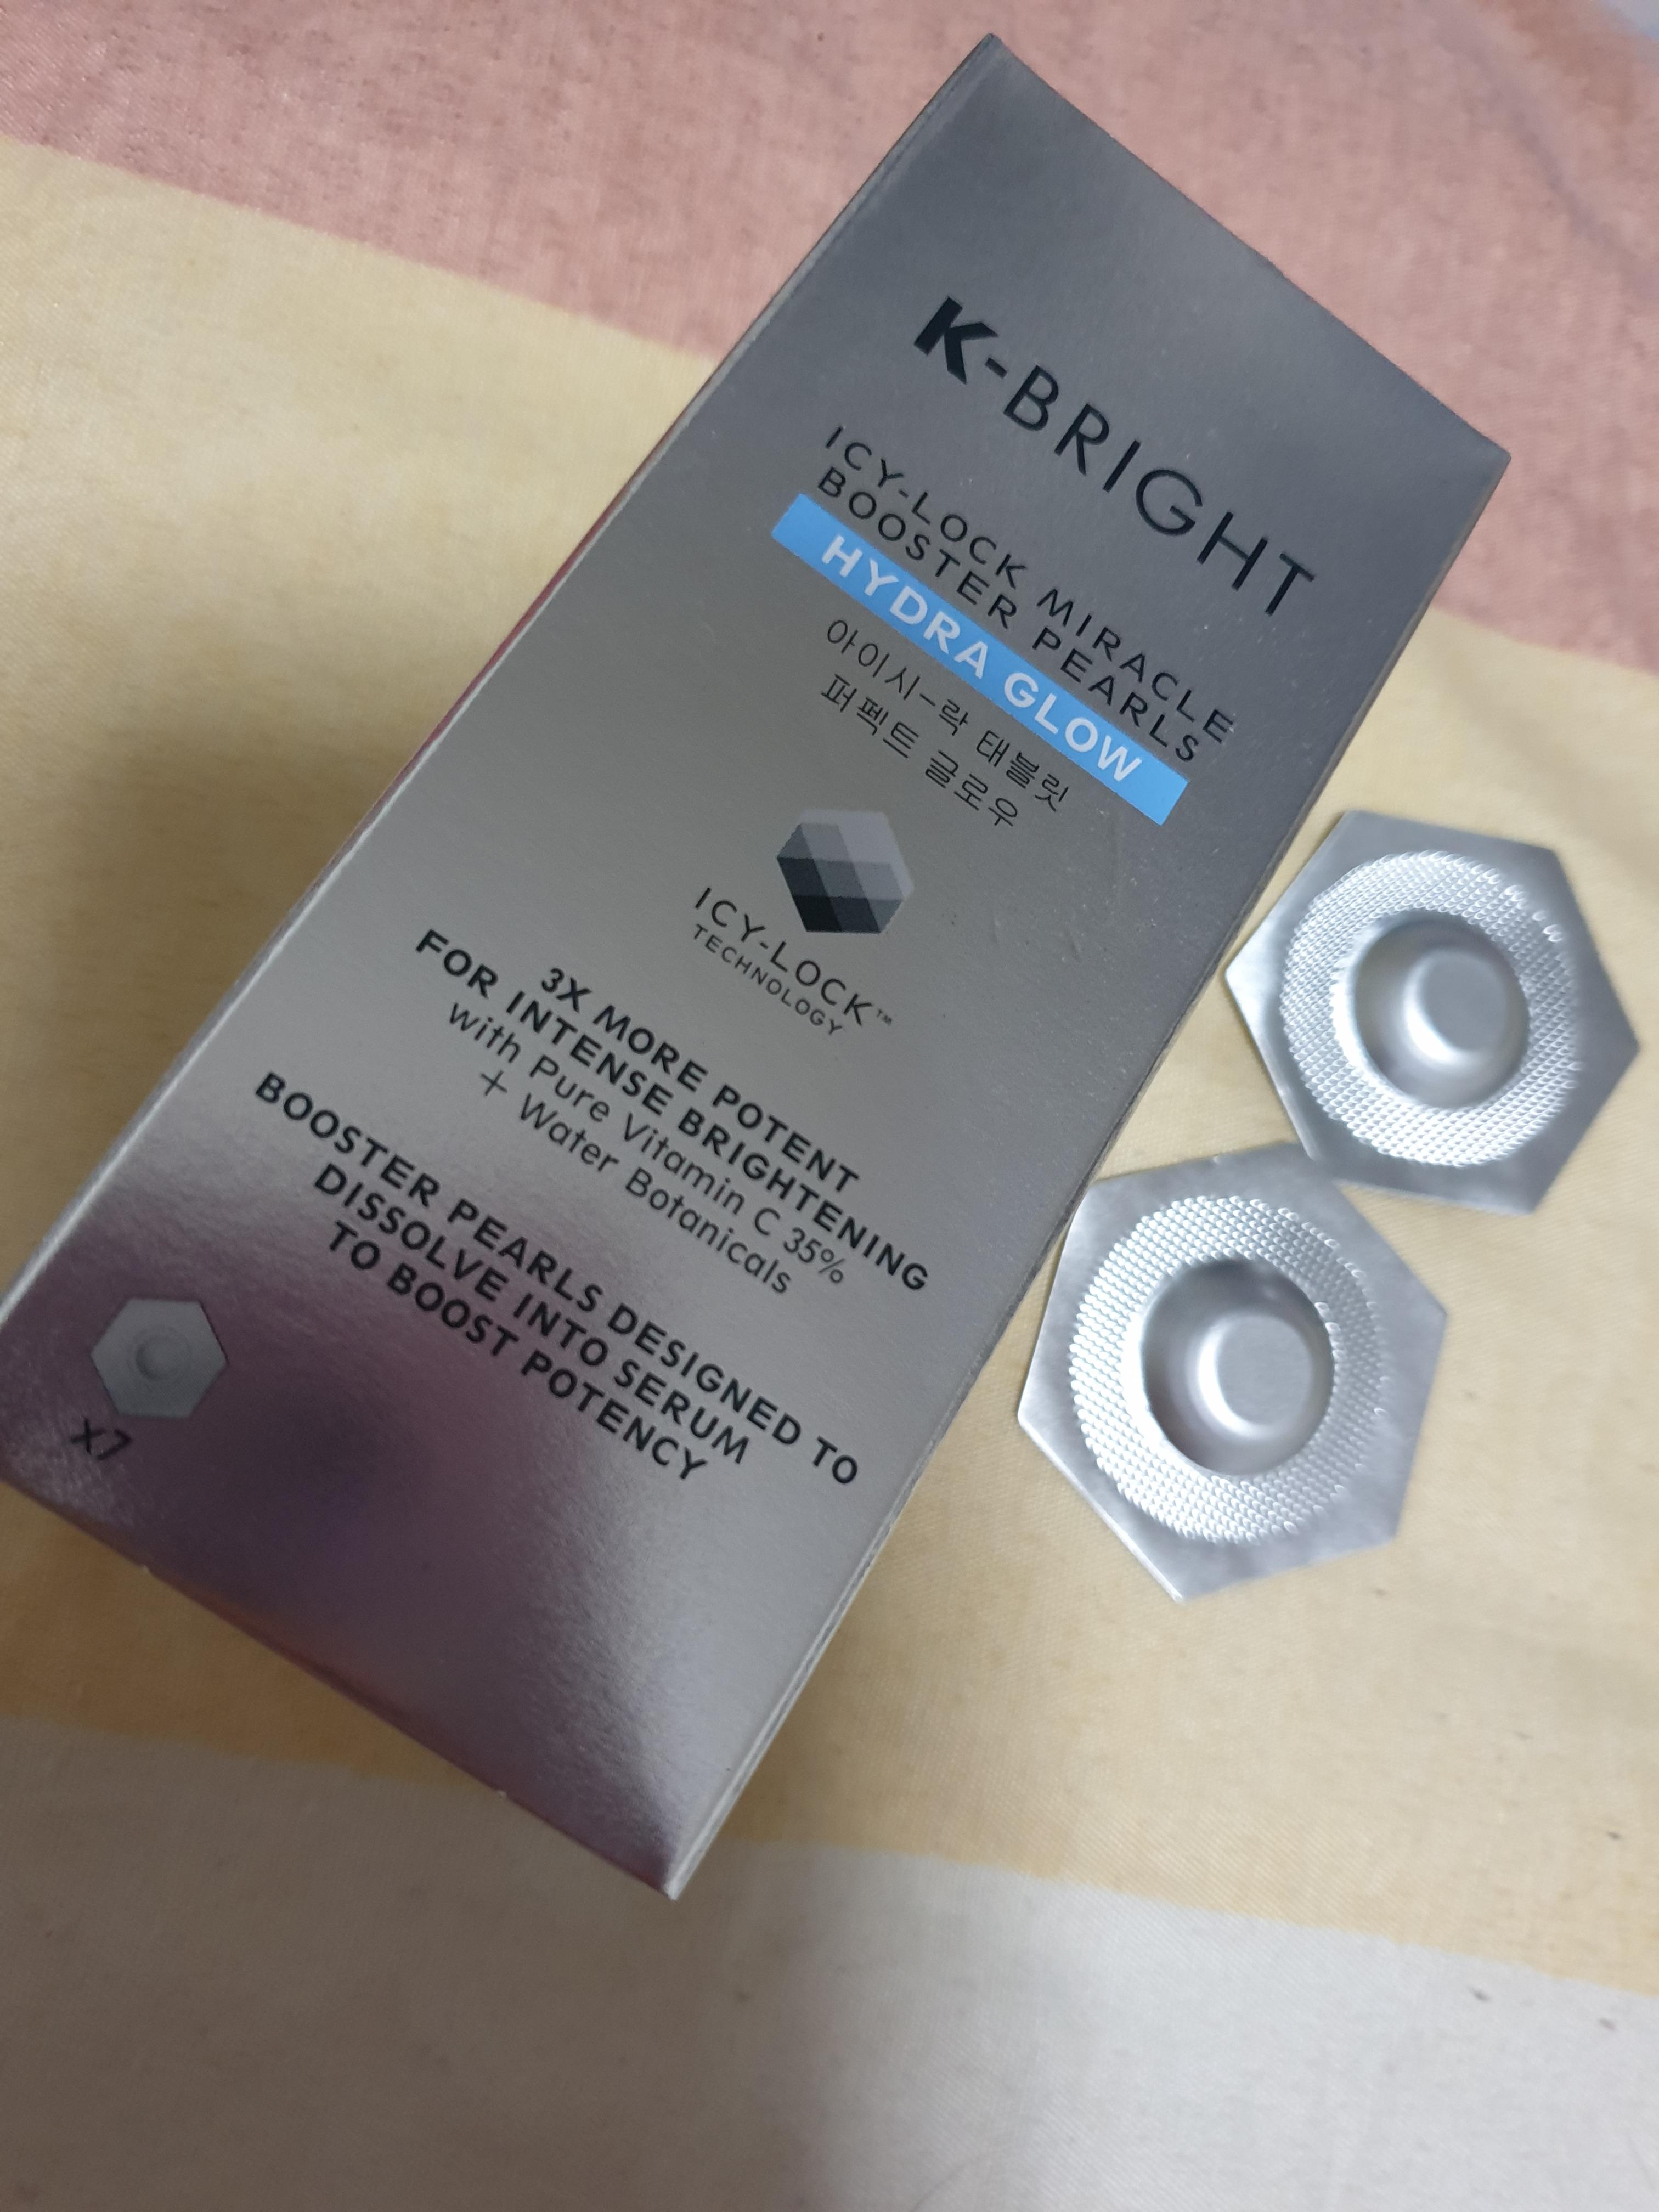 K-BRIGHT
ICY-LOCK MIRACLE
BOOSTER PEARLS
HYDRA GLOW
아이시-락 태블릿
퍼펙트 글로우
ICY-LOCK™
TECHNOLOGY
3X MORE POTENT
FOR INTENSE BRIGHTENING
with Pure Vitamin C 35%
+ Water Botanicals
BOOSTER PEARLS DESIGNED TO
DISSOLVE INTO SERUM
TO BOOST POTENCY
x7